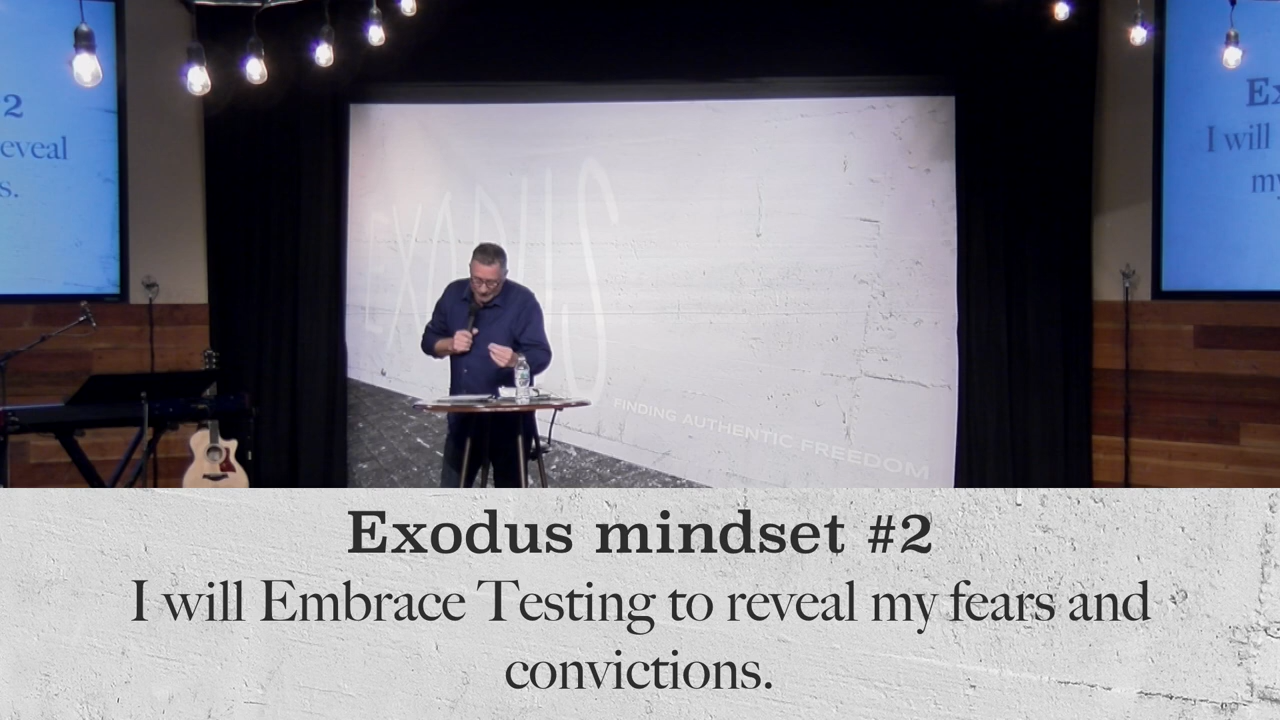 2
eveal
s.
Ex
I will
my
EXODUS
FINDING AUTHENTIC FREEDOM
Exodus mindset #2
I will Embrace Testing to reveal my fears and
convictions.